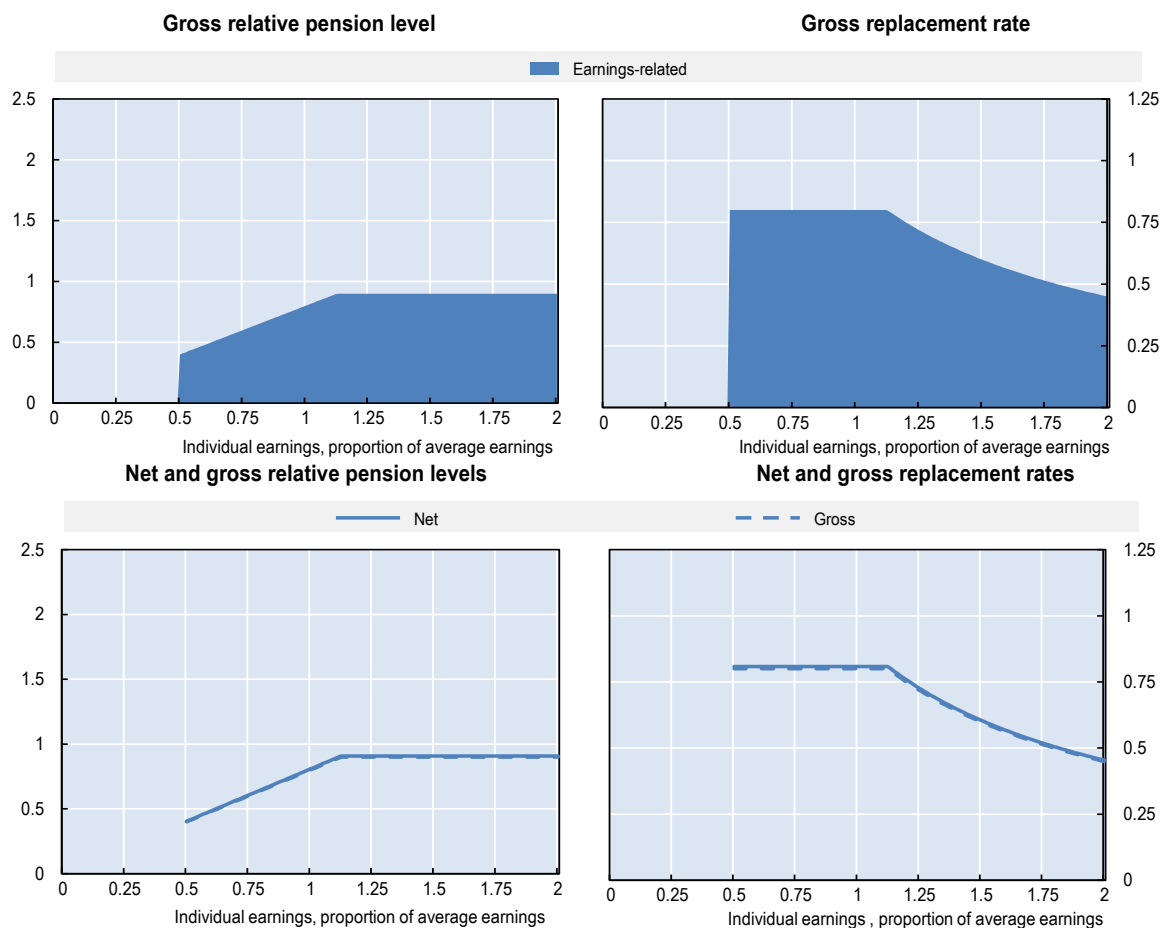 Gross relative pension level
Gross replacement rate
Earnings-related
2.5
2
1.5
1
0.5
0
0 0.25 0.5 0.75 1 1.25 1.5 1.75 2
Individual earnings, proportion of average earnings
1.25
1
0.75
0.5
0.25
0
0 0.25 0.5 0.75 1 1.25 1.5 1.75 2
Individual earnings, proportion of average earnings
Net and gross relative pension levels
Net and gross replacement rates
Net
Gross
2.5
2
1.5
1
0.5
0
0 0.25 0.5 0.75 1 1.25 1.5 1.75 2
Individual earnings, proportion of average earnings
1.25
1
0.75
0.5
0.25
0
0 0.25 0.5 0.75 1 1.25 1.5 1.75 2
Individual earnings , proportion of average earnings